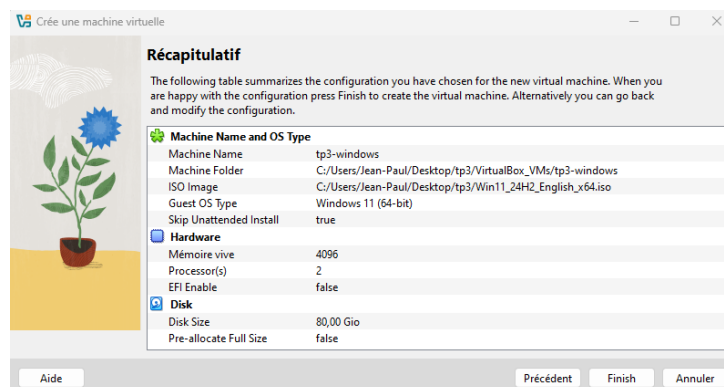 Crée une machine virtuelle
Récapitulatif
The following table summarizes the configuration you have chosen for the new virtual machine. When you
are happy with the configuration press Finish to create the virtual machine. Alternatively you can go back
and modify the configuration.
Machine Name and OS Type
Machine Name tp3-windows
Machine Folder C:/Users/Jean-Paul/Desktop/tp3/VirtualBox_VMs/tp3-windows
ISO Image C:/Users/Jean-Paul/Desktop/tp3/Win11_24H2_English_x64.iso
Guest OS Type Windows 11 (64-bit)
Skip Unattended Install true
Hardware
Mémoire vive 4096
Processor(s) 2
EFI Enable false
Disk
Disk Size 80,00 Gio
Pre-allocate Full Size false
Aide Précédent Finish Annuler